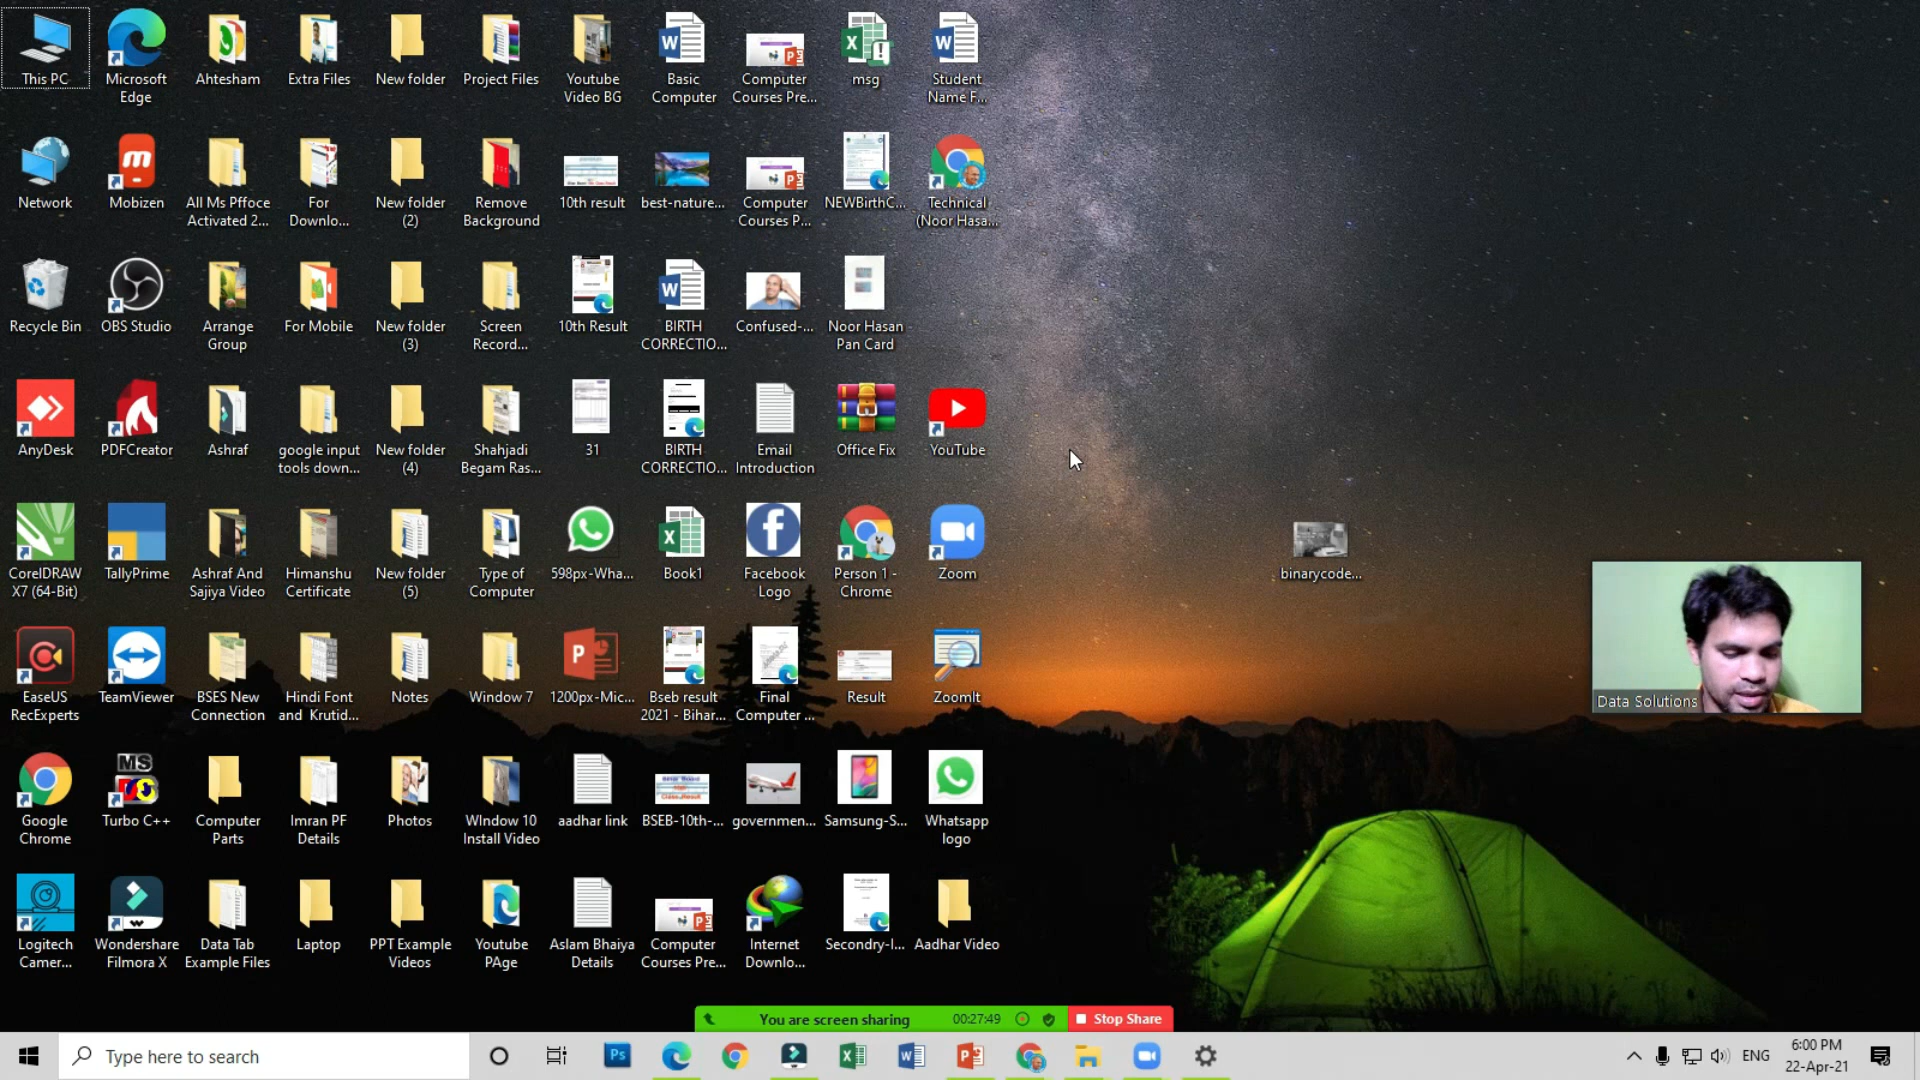 This PC
Microsoft
Edge
Ahtesham
Extra Files
New folder
Project Files
Youtube
Video BG
Basic
Computer
Computer
Courses Pre...
msg
Student
Name F...
Network
Mobizen
All Ms Pffoce
Activated 2...
For
Downlo...
New folder
(2)
Remove
Background
10th result
best-nature...
Computer
Courses P...
NEWBirthC...
Technical
(Noor Hasa...
Recycle Bin
OBS Studio
Arrange
Group
For Mobile
New folder
(3)
Screen
Record...
10th Result
BIRTH
CORRECTIO...
Confused-...
Noor Hasan
Pan Card
AnyDesk
PDFCreator
Ashraf
google input
tools down...
New folder
(4)
Shahjadi
Begam Ras...
31
BIRTH
CORRECTIO...
Email
Introduction
Office Fix
YouTube
CorelDRAW
X7 (64-Bit)
TallyPrime
Ashraf And
Sajiya Video
Himanshu
Certificate
New folder
(5)
Type of
Computer
598px-Wha...
Book1
Facebook
Logo
Person 1 -
Chrome
Zoom
binarycode...
EaseUS
RecExperts
TeamViewer
BSES New
Connection
Hindi Font
and Krutid...
Notes
Window 7
1200px-Mic...
Bseb result
2021 - Bihar...
Final
Computer ...
Result
ZoomIt
Data Solutions
Google
Chrome
MS
Turbo C++
Computer
Parts
Imran PF
Details
Photos
WIndow 10
Install Video
aadhar link
BSEB-10th-...
governmen...
Samsung-S...
Whatsapp
logo
Logitech
Camer...
Wondershare
Filmora X
Data Tab
Example Files
Laptop
PPT Example
Videos
Youtube
PAge
Aslam Bhaiya
Details
Computer
Courses Pre...
Internet
Downlo...
Secondry-I...
Aadhar Video
You are screen sharing
00:27:49
Stop Share
Type here to search
Ps
ENG
6:00 PM
22-Apr-21